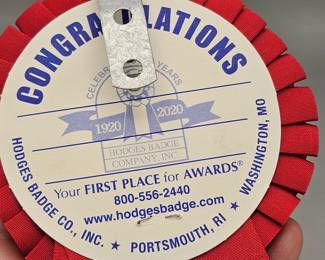 CONGRATULATIONS
CELEBRATING YEARS
1920 2020
HODGES BADGE
COMPANY, INC.
Your FIRST PLACE for AWARDS®
800-556-2440
www.hodgesbadge.com
HODGES BADGE CO., INC. ★ PORTSMOUTH, RI ★ WASHINGTON, MO